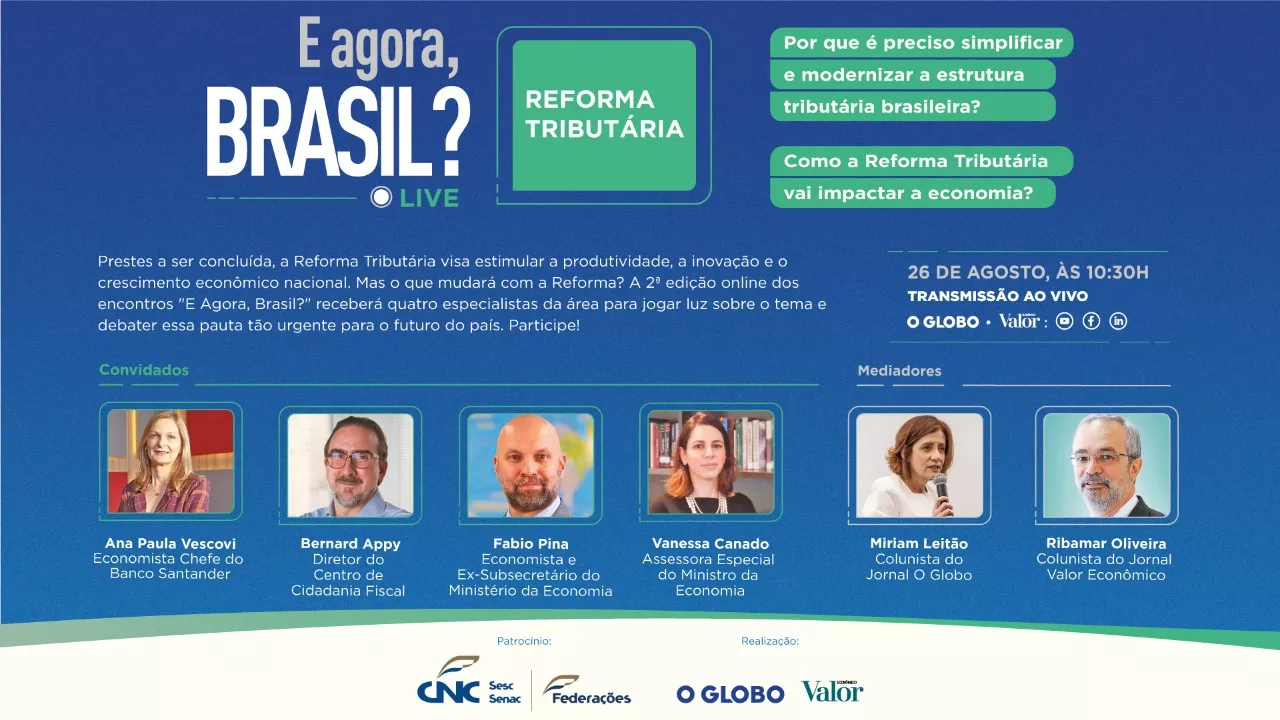 E agora,
BRASIL?
LIVE
REFORMA
TRIBUTÁRIA
Por que é preciso simplificar
e modernizar a estrutura
tributária brasileira?
Como a Reforma Tributária
vai impactar a economia?
Prestes a ser concluída, a Reforma Tributária visa estimular a produtividade, a inovação e o
crescimento econômico nacional. Mas o que mudará com a Reforma? A 2ª edição online dos
encontros "E Agora, Brasil?" receberá quatro especialistas da área para jogar luz sobre o tema e
debater essa pauta tão urgente para o futuro do país. Participe!
26 DE AGOSTO, ÀS 10:30H
TRANSMISSÃO AO VIVO
O GLOBO • Valor ECONÔMICO :
Convidados
Mediadores
Ana Paula Vescovi
Economista Chefe do
Banco Santander
Bernard Appy
Diretor do
Centro de
Cidadania Fiscal
Fabio Pina
Economista e
Ex-Subsecretário do
Ministério da Economia
Vanessa Canado
Assessora Especial
do Ministro da
Economia
Miriam Leitão
Colunista do
Jornal O Globo
Ribamar Oliveira
Colunista do Jornal
Valor Econômico
Patrocínio:
Realização:
CNC Sesc
Senac
Federações
O GLOBO
Valor ECONÔMICO